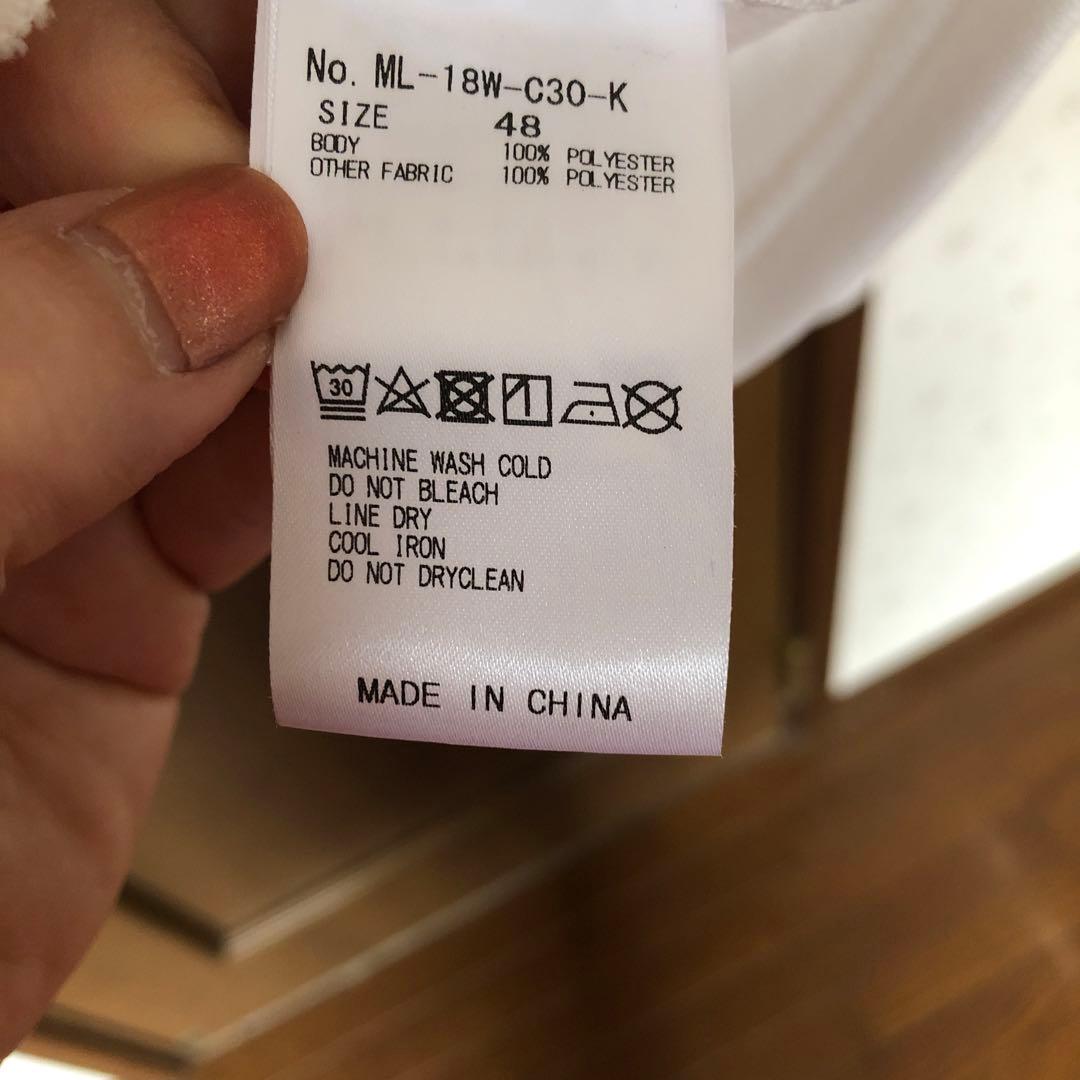 No. ML-18W-C30-K
SIZE 48
BODY 100% POLYESTER
OTHER FABRIC 100% POLYESTER
30
MACHINE WASH COLD
DO NOT BLEACH
LINE DRY
COOL IRON
DO NOT DRYCLEAN
MADE IN CHINA